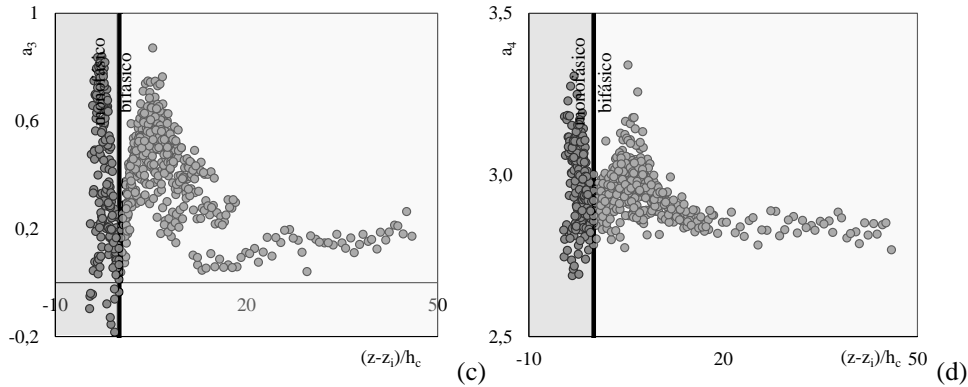 1
0,6
0,2
-0,2
a3
monofásico
bifásico
-10
20
50
(z-zi)/hc
(c)
3,5
3,0
2,5
a4
monofásico
bifásico
-10
20
50
(z-zi)/hc
(d)